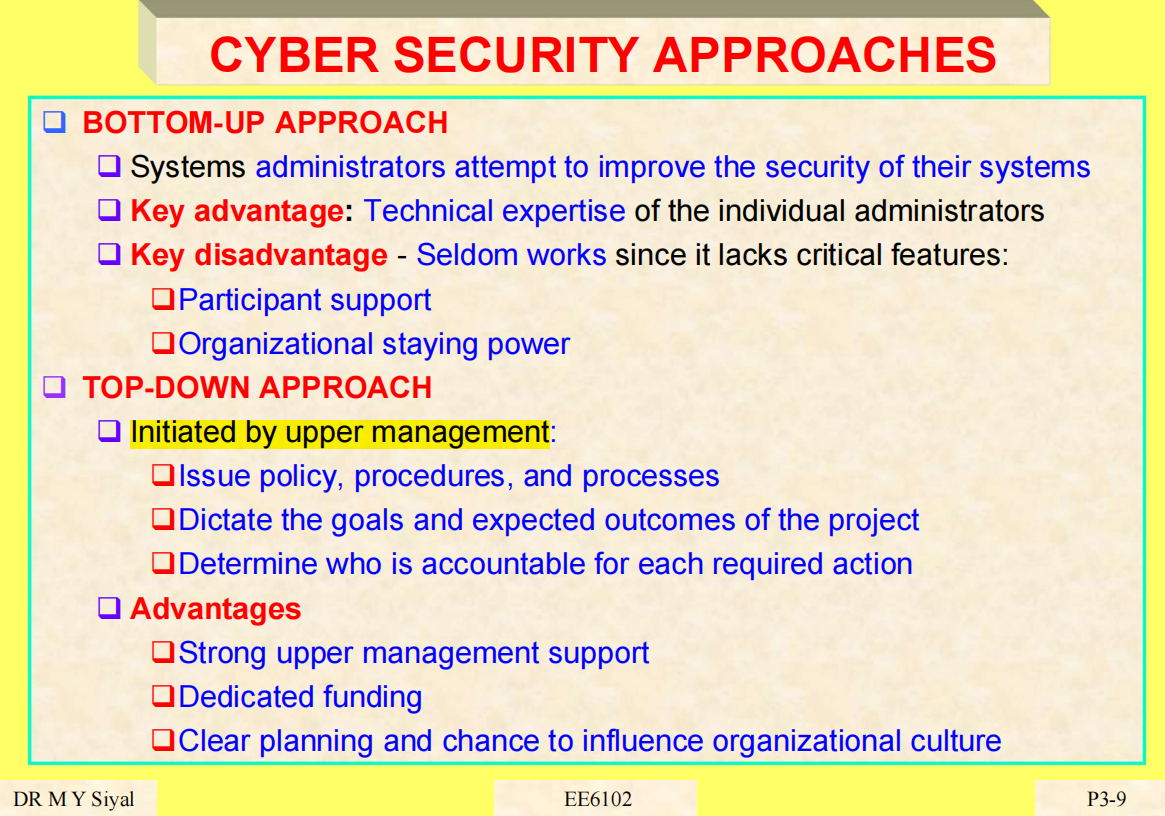 CYBER SECURITY APPROACHES
BOTTOM-UP APPROACH
Systems administrators attempt to improve the security of their systems
Key advantage: Technical expertise of the individual administrators
Key disadvantage - Seldom works since it lacks critical features:
Participant support
Organizational staying power
TOP-DOWN APPROACH
Initiated by upper management:
Issue policy, procedures, and processes
Dictate the goals and expected outcomes of the project
Determine who is accountable for each required action
Advantages
Strong upper management support
Dedicated funding
Clear planning and chance to influence organizational culture
DR M Y Siyal EE6102 P3-9